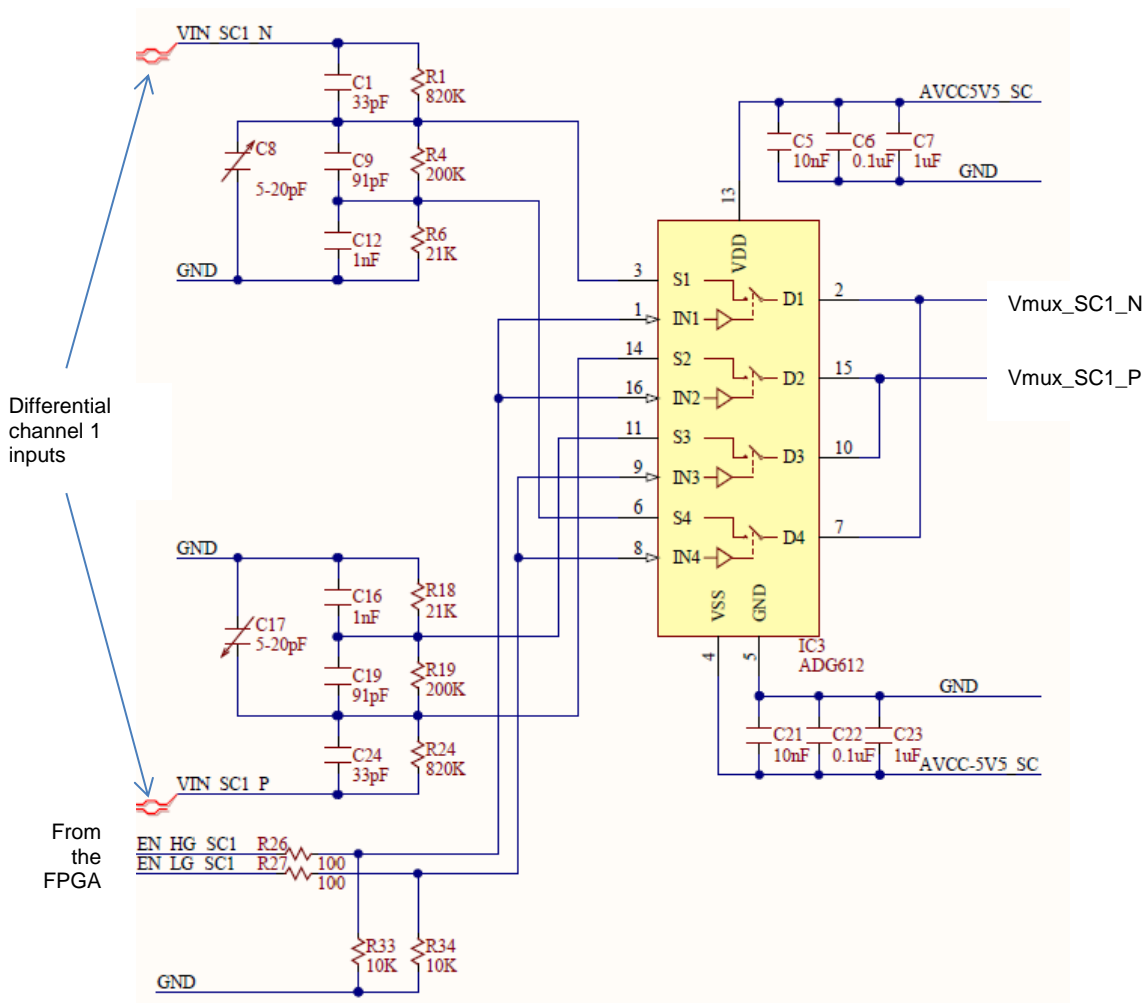 VIN_SC1_N
C1
33pF
R1
820K
C8
5-20pF
C9
91pF
R4
200K
C12
1nF
R6
21K
GND
AVCC5V5_SC
C5
10nF
C6
0.1uF
C7
1uF
GND
13
VDD
3
S1
D1
2
Vmux_SC1_N
1
IN1
14
S2
D2
15
Vmux_SC1_P
16
IN2
11
S3
D3
10
9
IN3
6
S4
D4
7
8
IN4
VSS
GND
4
5
IC3
ADG612
Differential
channel 1
inputs
GND
C16
1nF
R18
21K
C17
5-20pF
C19
91pF
R19
200K
C24
33pF
R24
820K
VIN_SC1_P
GND
C21
10nF
C22
0.1uF
C23
1uF
AVCC-5V5_SC
From
the
FPGA
EN_HG_SC1
R26
100
EN_LG_SC1
R27
100
R33
10K
R34
10K
GND